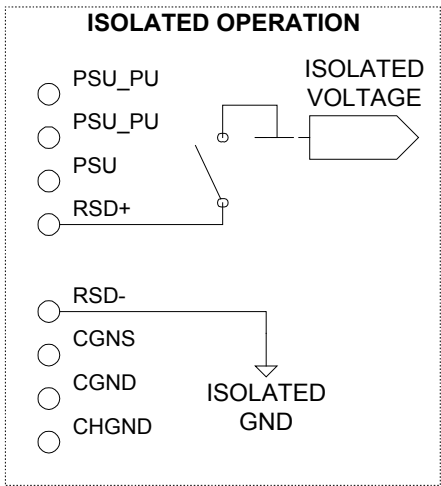 ISOLATED OPERATION
PSU_PU
PSU_PU
PSU
RSD+
ISOLATED
VOLTAGE
RSD-
CGNS
CGND
CHGND
ISOLATED
GND